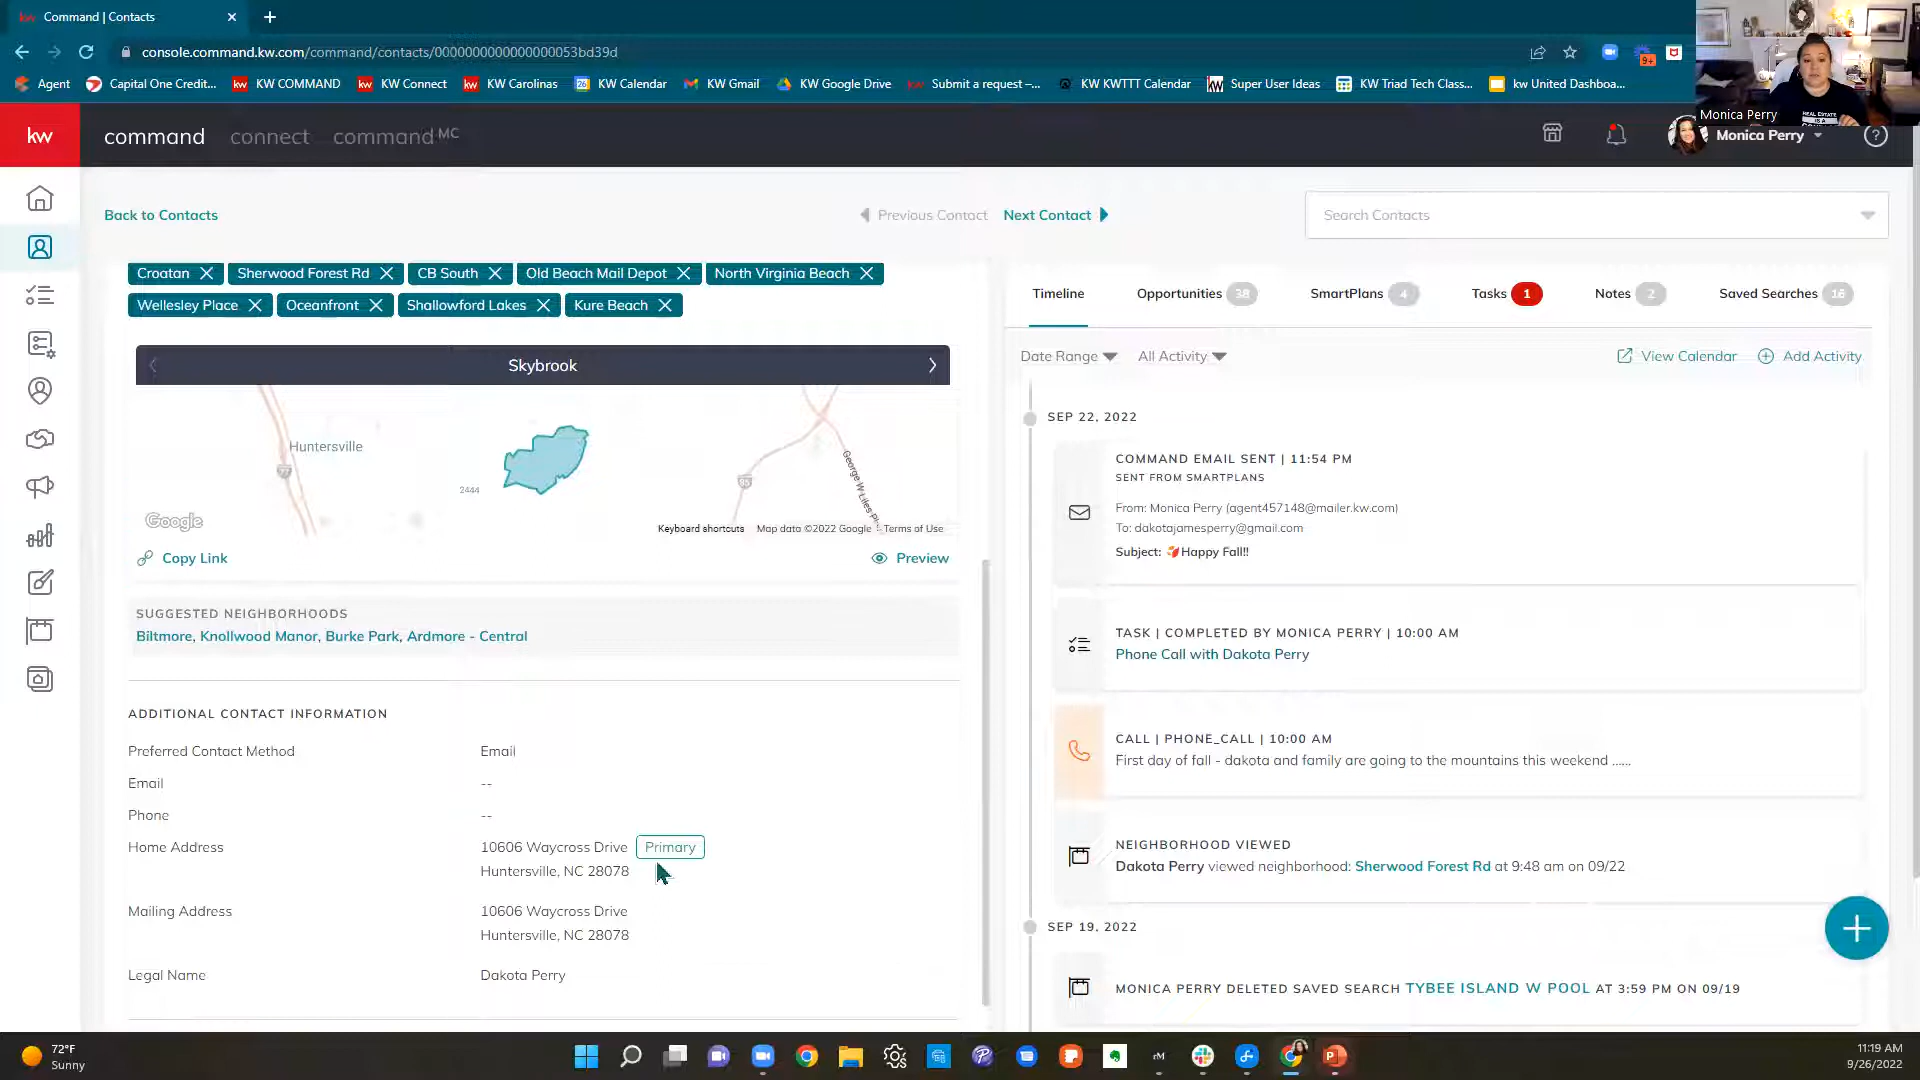 Command | Contacts
console.command.kw.com/command/contacts/0000000000000000053bd39d
Agent
Capital One Credit...
KW COMMAND
KW Connect
KW Carolinas
KW Calendar
KW Gmail
KW Google Drive
Submit a request –...
KW KWTTT Calendar
Super User Ideas
KW Triad Tech Class...
kw United Dashboa...
Monica Perry
kw
command
connect
command MC
Monica Perry
Back to Contacts
Previous Contact
Next Contact
Search Contacts
Croatan
Sherwood Forest Rd
CB South
Old Beach Mail Depot
North Virginia Beach
Wellesley Place
Oceanfront
Shallowford Lakes
Kure Beach
Skybrook
Huntersville
77
2444
85
George W Liles P
Google
Keyboard shortcuts
Map data ©2022 Google
Terms of Use
Copy Link
Preview
SUGGESTED NEIGHBORHOODS
Biltmore, Knollwood Manor, Burke Park, Ardmore - Central
ADDITIONAL CONTACT INFORMATION
Preferred Contact Method
Email
Email
--
Phone
--
Home Address
10606 Waycross Drive
Primary
Huntersville, NC 28078
Mailing Address
10606 Waycross Drive
Huntersville, NC 28078
Legal Name
Dakota Perry
Timeline
Opportunities 38
SmartPlans 4
Tasks 1
Notes 2
Saved Searches 16
Date Range
All Activity
View Calendar
Add Activity
SEP 22, 2022
COMMAND EMAIL SENT | 11:54 PM
SENT FROM SMARTPLANS
From: Monica Perry (agent457148@mailer.kw.com)
To: dakotajamesperry@gmail.com
Subject: 🍂Happy Fall!!
TASK | COMPLETED BY MONICA PERRY | 10:00 AM
Phone Call with Dakota Perry
CALL | PHONE_CALL | 10:00 AM
First day of fall - dakota and family are going to the mountains this weekend ......
NEIGHBORHOOD VIEWED
Dakota Perry viewed neighborhood: Sherwood Forest Rd at 9:48 am on 09/22
SEP 19, 2022
MONICA PERRY DELETED SAVED SEARCH TYBEE ISLAND W POOL AT 3:59 PM ON 09/19
72°F
Sunny
11:19 AM
9/26/2022